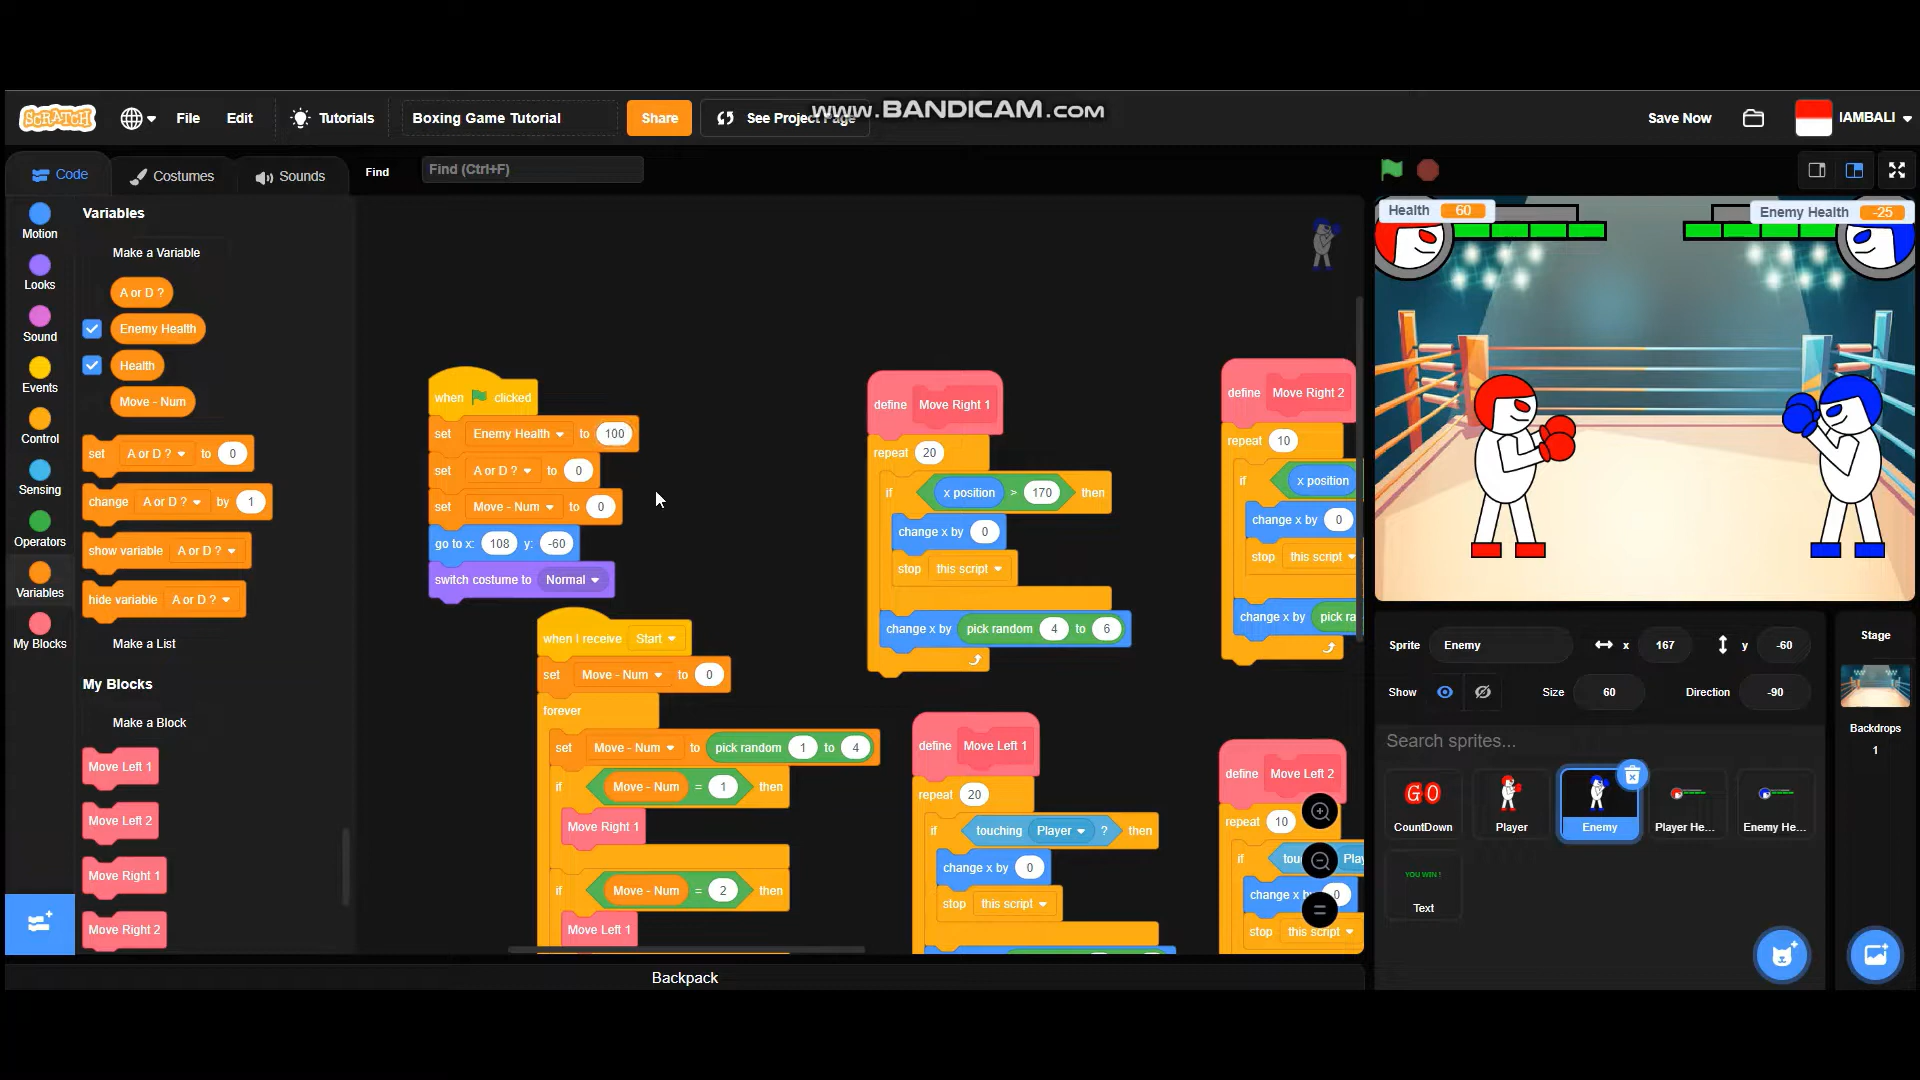 www.BANDICAM.com
SCRATCH
File
Edit
Tutorials
Boxing Game Tutorial
Share
See Project Page
Save Now
IAMBALI
Code
Costumes
Sounds
Find
Find (Ctrl+F)
Motion
Looks
Sound
Events
Control
Sensing
Operators
Variables
My Blocks
Variables
Make a Variable
A or D ?
Enemy Health
Health
Move - Num
set A or D ? to 0
change A or D ? by 1
show variable A or D ?
hide variable A or D ?
Make a List
My Blocks
Make a Block
Move Left 1
Move Left 2
Move Right 1
Move Right 2
when clicked
set Enemy Health to 100
set A or D ? to 0
set Move - Num to 0
go to x: 108 y: -60
switch costume to Normal
when I receive Start
set Move - Num to 0
forever
set Move - Num to pick random 1 to 4
if Move - Num = 1 then
Move Right 1
if Move - Num = 2 then
Move Left 1
define Move Right 1
repeat 20
if x position > 170 then
change x by 0
stop this script
change x by pick random 4 to 6
define Move Left 1
repeat 20
if touching Player ? then
change x by 0
stop this script
define Move Right 2
repeat 10
if x position
change x by 0
stop this script
change x by pick ra
define Move Left 2
repeat 10
if tou Play
change x by 0
stop this script
Backpack
Health 60
Enemy Health -25
Sprite Enemy x 167 y -60
Show Size 60 Direction -90
Search sprites...
GO
CountDown
Player
Enemy
Player He...
Enemy He...
YOU WIN !
Text
Stage
Backdrops
1